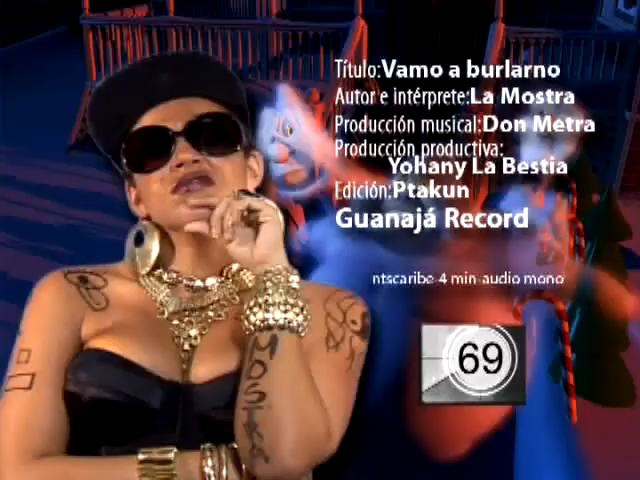 Título:Vamo a burlarno
Autor e intérprete:La Mostra
Producción musical:Don Metra
Producción productiva:
Yohany La Bestia
Edición:Ptakun
Guanajá Record
ntscaribe-4 min-audio mono
69
MOSTRA